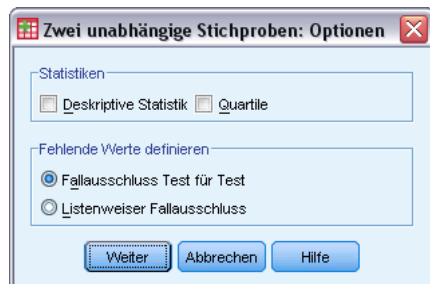 Zwei unabhängige Stichproben: Optionen
Statistiken
Deskriptive Statistik Quartile
Fehlende Werte definieren
Fallausschluss Test für Test
Listenweiser Fallausschluss
Weiter Abbrechen Hilfe